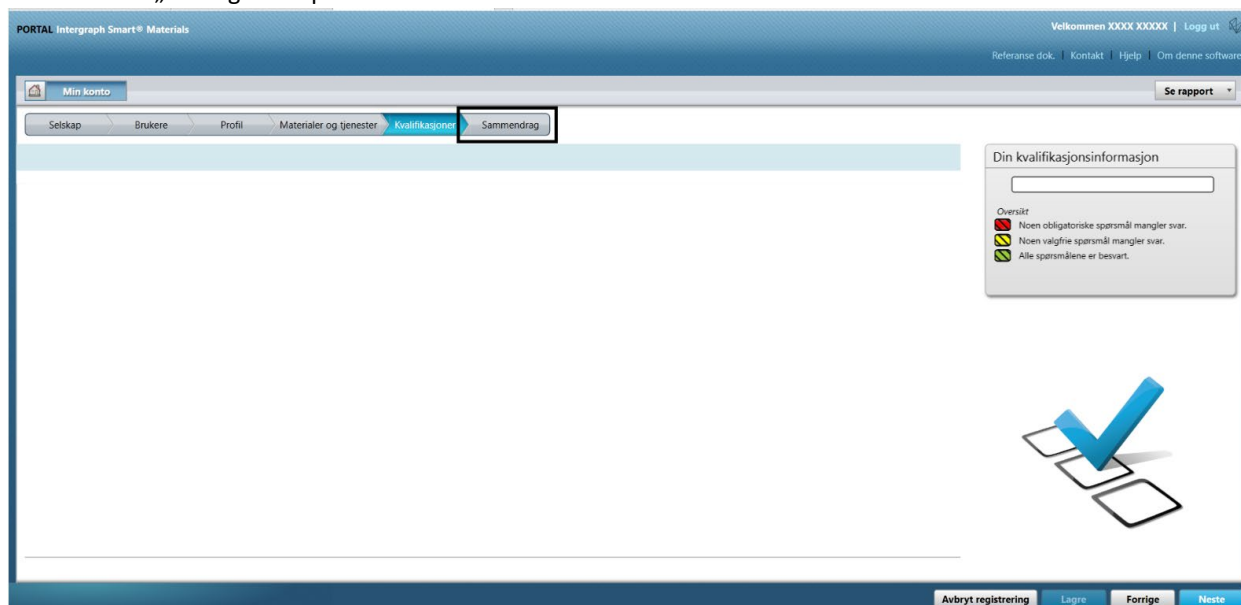 PORTAL Intergraph Smart® Materials
Velkommen XXXX XXXXX | Logg ut
Referanse dok. | Kontakt | Hjelp | Om denne software
Min konto
Se rapport
Selskap Brukere Profil Materialer og tjenester Kvalifikasjoner Sammendrag
Din kvalifikasjonsinformasjon
Oversikt
Noen obligatoriske spørsmål mangler svar.
Noen valgfrie spørsmål mangler svar.
Alle spørsmålene er besvart.
Avbryt registrering Lagre Forrige Neste